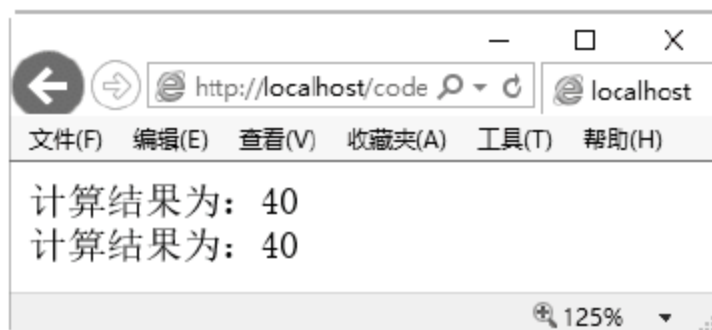 http://localhost/code
localhost
文件(F) 编辑(E) 查看(V) 收藏夹(A) 工具(T) 帮助(H)
计算结果为：40
计算结果为：40
125%